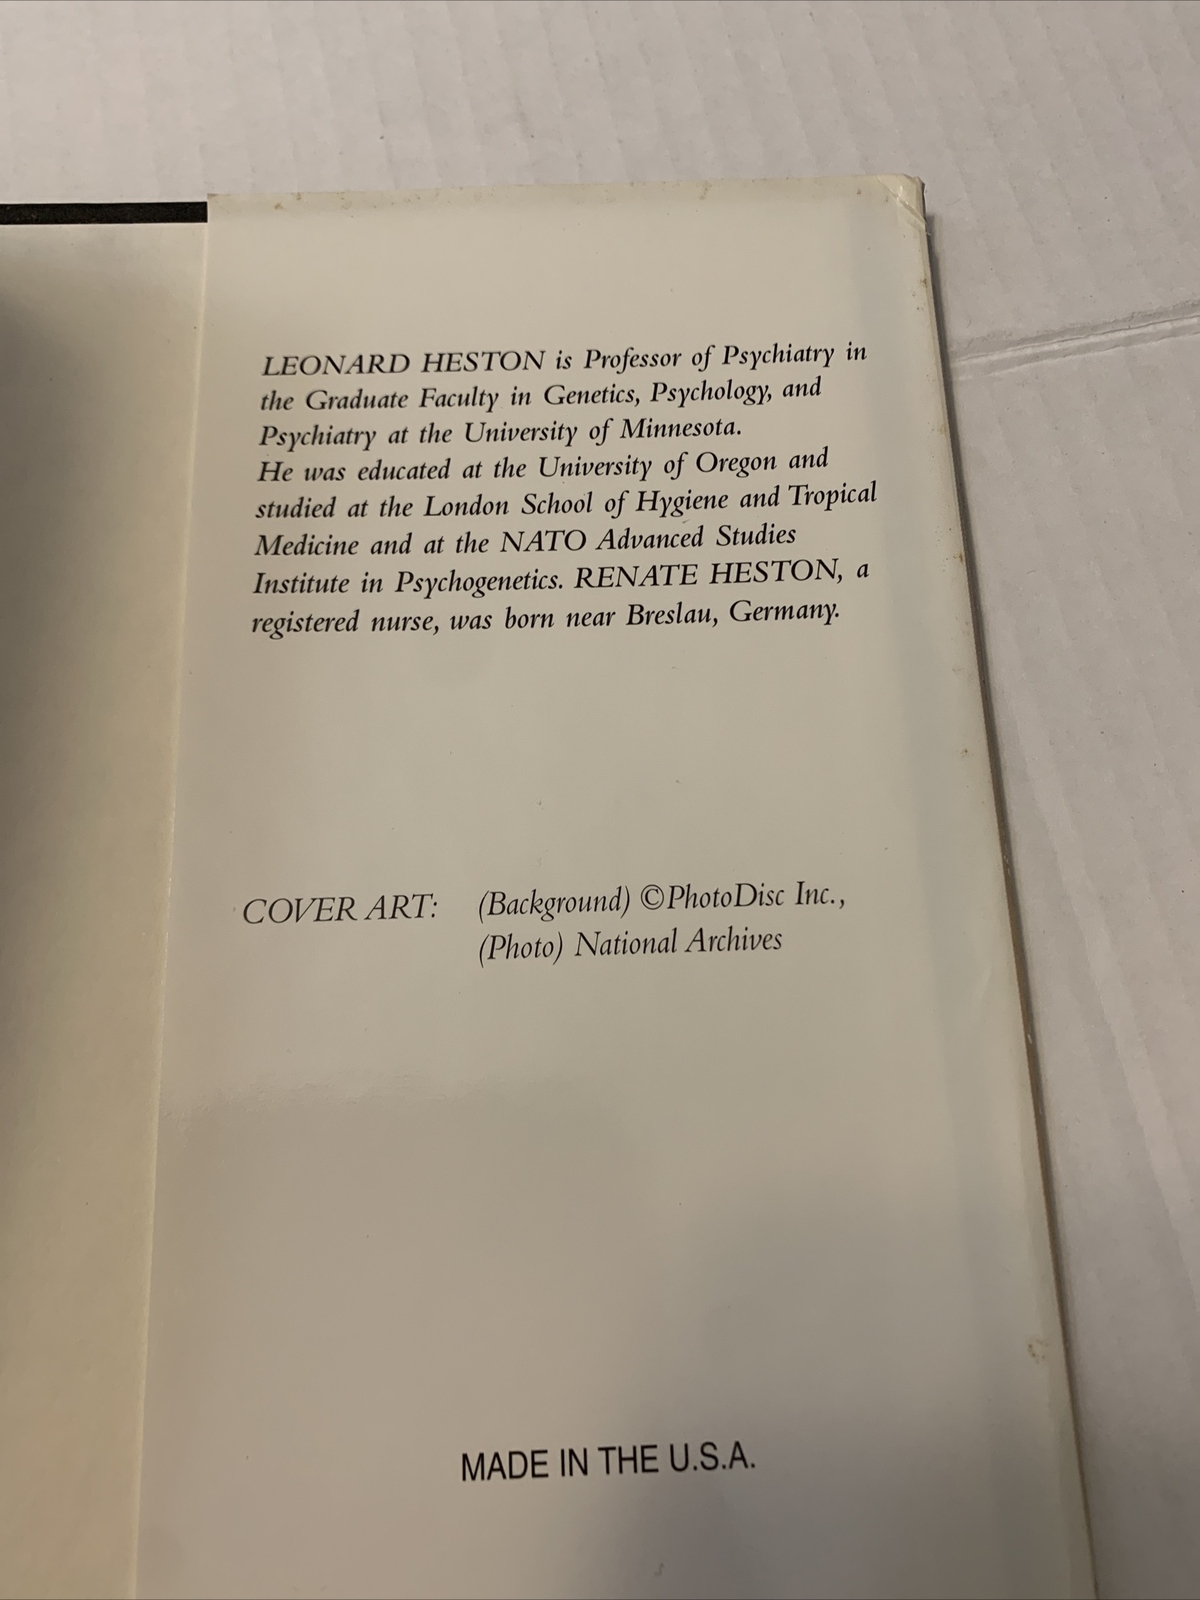 LEONARD HESTON is Professor of Psychiatry in
the Graduate Faculty in Genetics, Psychology, and
Psychiatry at the University of Minnesota.
He was educated at the University of Oregon and
studied at the London School of Hygiene and Tropical
Medicine and at the NATO Advanced Studies
Institute in Psychogenetics. RENATE HESTON, a
registered nurse, was born near Breslau, Germany.
COVER ART: (Background) ©PhotoDisc Inc.,
(Photo) National Archives
MADE IN THE U.S.A.